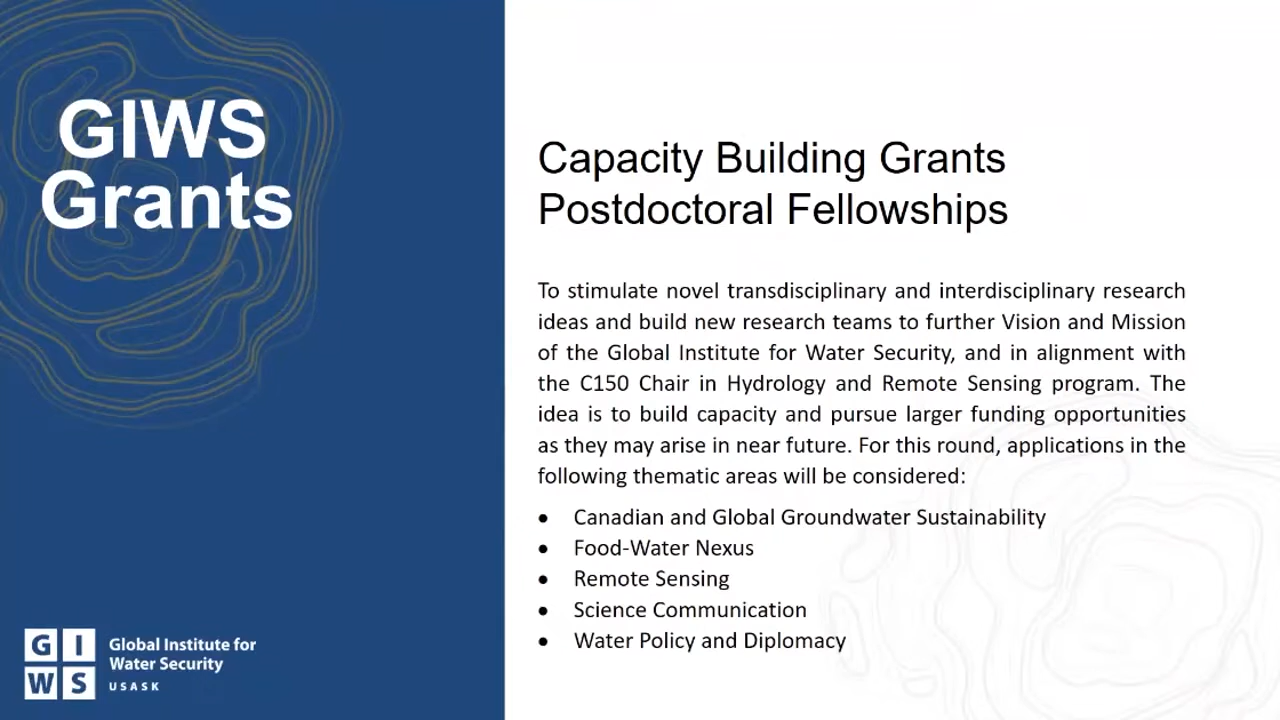 GIWS
Grants
Capacity Building Grants
Postdoctoral Fellowships
To stimulate novel transdisciplinary and interdisciplinary research
ideas and build new research teams to further Vision and Mission
of the Global Institute for Water Security, and in alignment with
the C150 Chair in Hydrology and Remote Sensing program. The
idea is to build capacity and pursue larger funding opportunities
as they may arise in near future. For this round, applications in the
following thematic areas will be considered:
• Canadian and Global Groundwater Sustainability
• Food-Water Nexus
• Remote Sensing
• Science Communication
• Water Policy and Diplomacy
G I
W S
Global Institute for
Water Security
USASK